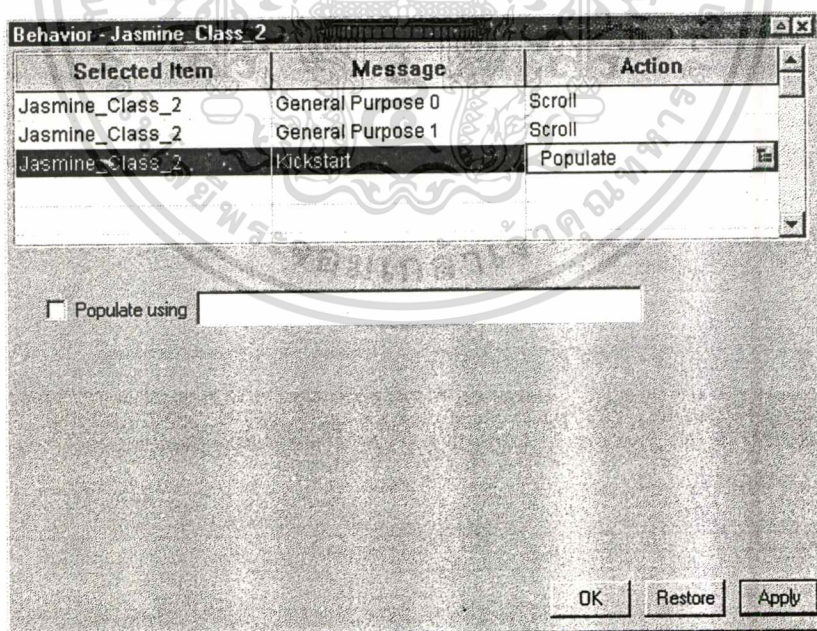 Behavior - Jasmine_Class_2
Selected Item Message Action
Jasmine_Class_2 General Purpose 0 Scroll
Jasmine_Class_2 General Purpose 1 Scroll
Jasmine_Class_2 Kickstart Populate
Populate using
OK Restore Apply